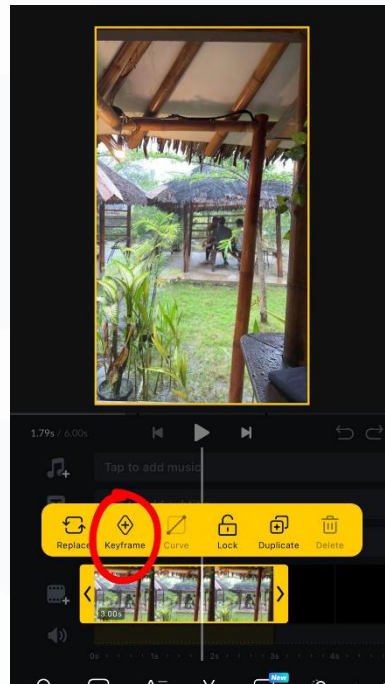 1.79s / 6.00s
Tap to add music
Replace Keyframe Curve Lock Duplicate Delete
3.00s
0s 1s 2s 3s 4s
New